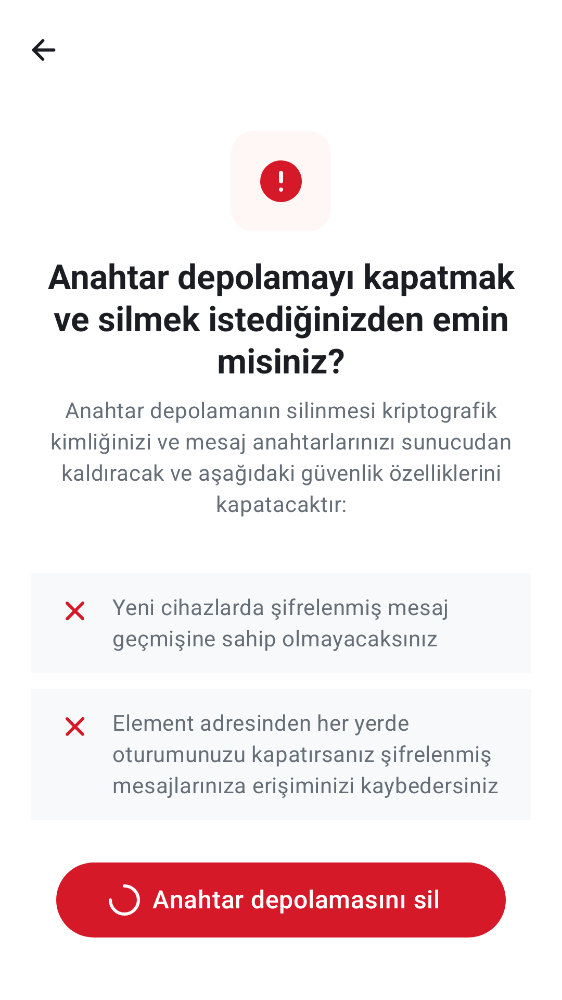 Anahtar depolamayı kapatmak
ve silmek istediğinizden emin
misiniz?
Anahtar depolamanın silinmesi kriptografik
kimliğinizi ve mesaj anahtarlarınızı sunucudan
kaldıracak ve aşağıdaki güvenlik özelliklerini
kapatacaktır:
Yeni cihazlarda şifrelenmiş mesaj
geçmişine sahip olmayacaksınız
Element adresinden her yerde
oturumunuzu kapatırsanız şifrelenmiş
mesajlarınıza erişiminizi kaybedersiniz
Anahtar depolamasını sil